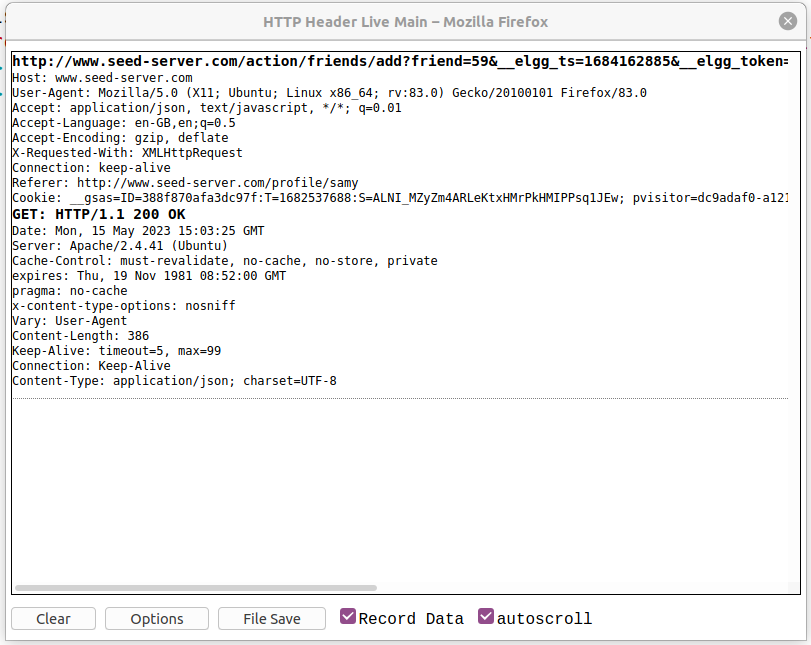 HTTP Header Live Main – Mozilla Firefox
http://www.seed-server.com/action/friends/add?friend=59&__elgg_ts=1684162885&__elgg_token=
Host: www.seed-server.com
User-Agent: Mozilla/5.0 (X11; Ubuntu; Linux x86_64; rv:83.0) Gecko/20100101 Firefox/83.0
Accept: application/json, text/javascript, */*; q=0.01
Accept-Language: en-GB,en;q=0.5
Accept-Encoding: gzip, deflate
X-Requested-With: XMLHttpRequest
Connection: keep-alive
Referer: http://www.seed-server.com/profile/samy
Cookie: __gsas=ID=388f870afa3dc97f:T=1682537688:S=ALNI_MZyZm4ARLeKtxHMrPkHMIPPsq1JEw; pvisitor=dc9adaf0-a121
GET: HTTP/1.1 200 OK
Date: Mon, 15 May 2023 15:03:25 GMT
Server: Apache/2.4.41 (Ubuntu)
Cache-Control: must-revalidate, no-cache, no-store, private
expires: Thu, 19 Nov 1981 08:52:00 GMT
pragma: no-cache
x-content-type-options: nosniff
Vary: User-Agent
Content-Length: 386
Keep-Alive: timeout=5, max=99
Connection: Keep-Alive
Content-Type: application/json; charset=UTF-8
Clear Options File Save Record Data autoscroll